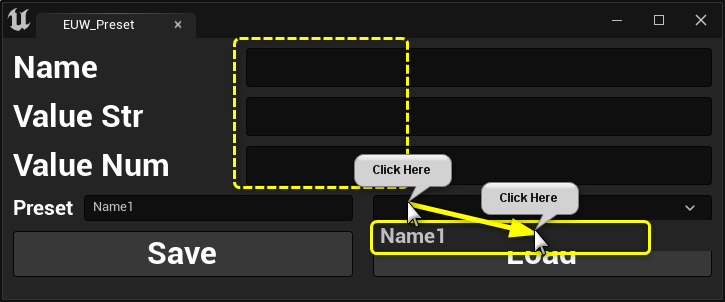 EUW_Preset
Name
Value Str
Value Num
Click Here
Click Here
Preset Name1
Name1
Save Load